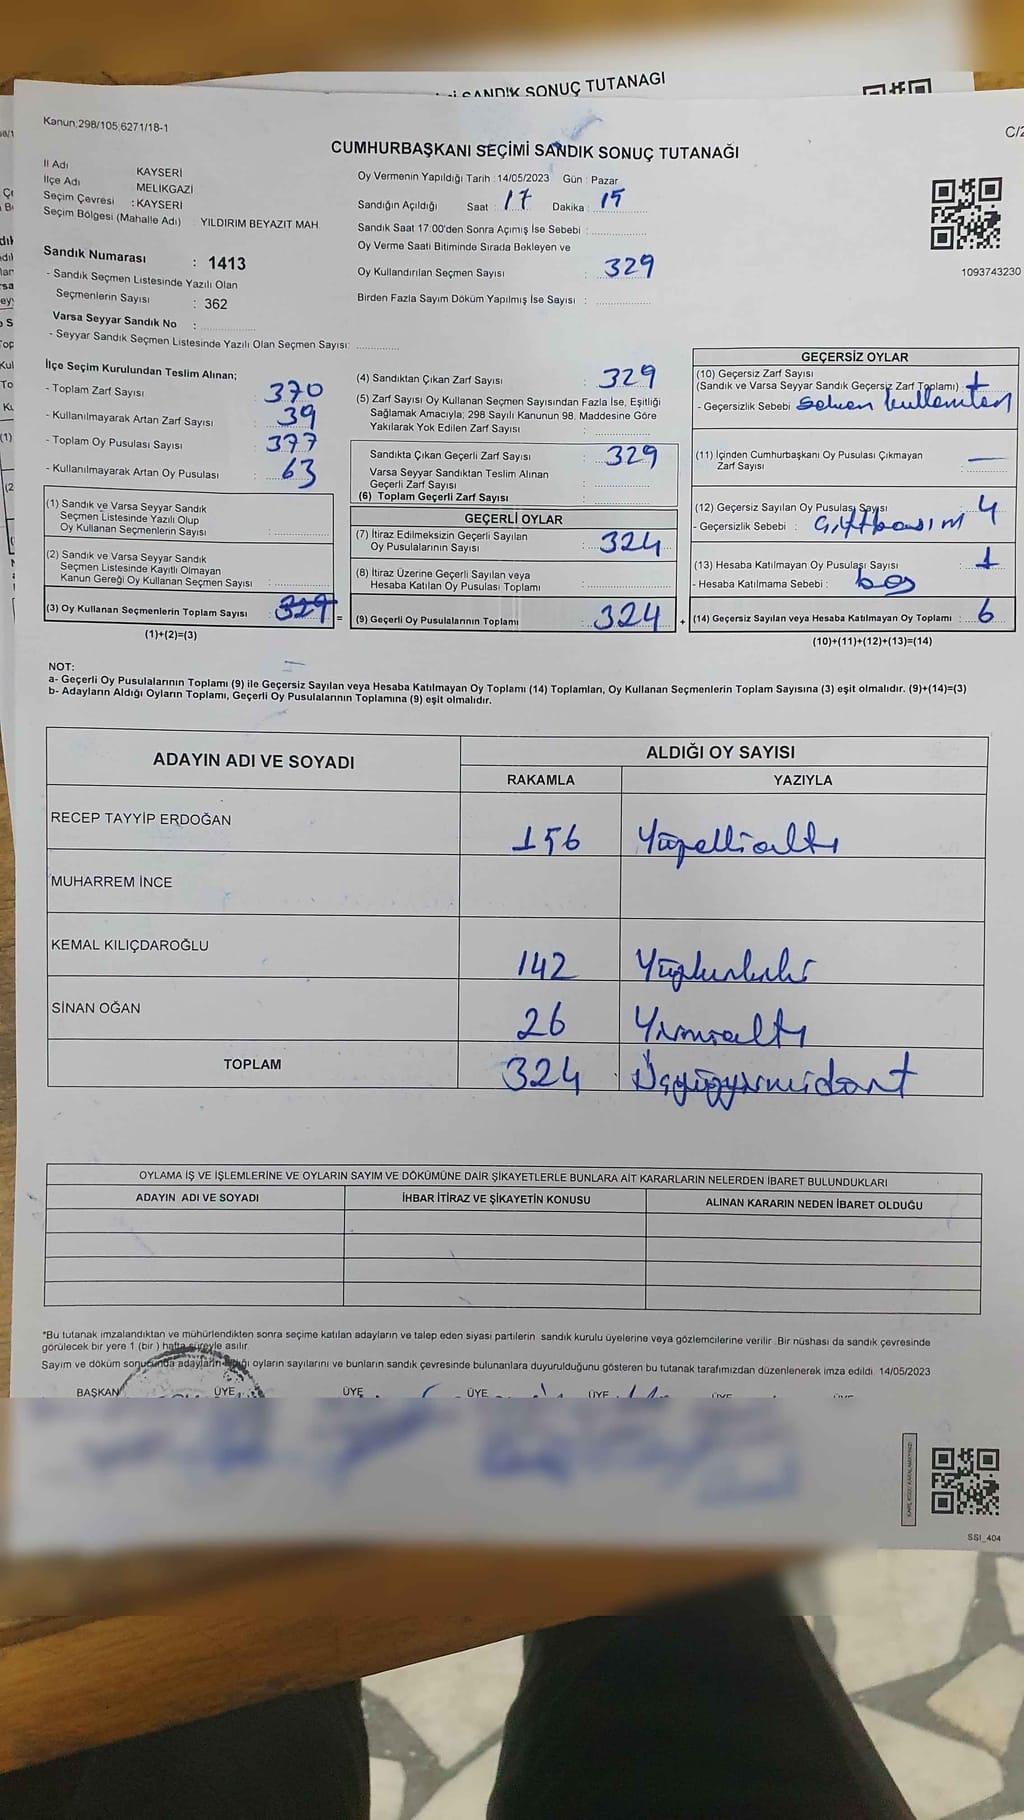 SANDIK SONUÇ TUTANAGI
Kanun;298/105;6271/18-1
C/2
CUMHURBAŞKANI SEÇİMİ SANDIK SONUÇ TUTANAĞI
İl Adı KAYSERİ
İlçe Adı MELIKGAZİ
Seçim Çevresi : KAYSERİ
Seçim Bölgesi (Mahalle Adı) YILDIRIM BEYAZIT MAH
Oy Vermenin Yapıldığı Tarih : 14/05/2023 Gün : Pazar
Sandığın Açıldığı Saat : 17 Dakika : 15
Sandık Saat 17:00'den Sonra Açımış İse Sebebi :
Oy Verme Saati Bitiminde Sırada Bekleyen ve
Oy Kullandırılan Seçmen Sayısı : 329
Birden Fazla Sayım Döküm Yapılmış İse Sayısı :
1093743230
Sandık Numarası : 1413
- Sandık Seçmen Listesinde Yazılı Olan
Seçmenlerin Sayısı : 362
Varsa Seyyar Sandık No :
- Seyyar Sandık Seçmen Listesinde Yazılı Olan Seçmen Sayısı:
İlçe Seçim Kurulundan Teslim Alınan;
- Toplam Zarf Sayısı : 370
- Kullanılmayarak Artan Zarf Sayısı : 39
- Toplam Oy Pusulası Sayısı : 377
- Kullanılmayarak Artan Oy Pusulası : 63
(1) Sandık ve Varsa Seyyar Sandık
Seçmen Listesinde Yazılı Olup
Oy Kullanan Seçmenlerin Sayısı :
(2) Sandık ve Varsa Seyyar Sandık
Seçmen Listesinde Kayıtlı Olmayan
Kanun Gereği Oy Kullanan Seçmen Sayısı :
(3) Oy Kullanan Seçmenlerin Toplam Sayısı : 329 =
(1)+(2)=(3)
(4) Sandıktan Çıkan Zarf Sayısı : 329
(5) Zarf Sayısı Oy Kullanan Seçmen Sayısından Fazla İse, Eşitliği
Sağlamak Amacıyla; 298 Sayılı Kanunun 98. Maddesine Göre
Yakılarak Yok Edilen Zarf Sayısı :
Sandıkta Çıkan Geçerli Zarf Sayısı : 329
Varsa Seyyar Sandıktan Teslim Alınan
Geçerli Zarf Sayısı :
(6) Toplam Geçerli Zarf Sayısı :
GEÇERLİ OYLAR
(7) İtiraz Edilmeksizin Geçerli Sayılan
Oy Pusulalarının Sayısı : 324
(8) İtiraz Üzerine Geçerli Sayılan veya
Hesaba Katılan Oy Pusulası Toplamı :
(9) Geçerli Oy Pusulalarının Toplamı : 324 +
GEÇERSİZ OYLAR
(10) Geçersiz Zarf Sayısı
(Sandık ve Varsa Seyyar Sandık Geçersiz Zarf Toplamı) : 1
- Geçersizlik Sebebi
(11) İçinden Cumhurbaşkanı Oy Pusulası Çıkmayan
Zarf Sayısı : —
(12) Geçersiz Sayılan Oy Pusulası Sayısı 4
- Geçersizlik Sebebi : Çiftbasım
(13) Hesaba Katılmayan Oy Pusulası Sayısı : 1
- Hesaba Katılmama Sebebi : boş
(14) Geçersiz Sayılan veya Hesaba Katılmayan Oy Toplamı : 6
(10)+(11)+(12)+(13)=(14)
NOT:
a- Geçerli Oy Pusulalarının Toplamı (9) ile Geçersiz Sayılan veya Hesaba Katılmayan Oy Toplamı (14) Toplamları, Oy Kullanan Seçmenlerin Toplam Sayısına (3) eşit olmalıdır. (9)+(14)=(3)
b- Adayların Aldığı Oyların Toplamı, Geçerli Oy Pusulalarının Toplamına (9) eşit olmalıdır.
ADAYIN ADI VE SOYADI ALDIĞI OY SAYISI
RAKAMLA YAZIYLA
RECEP TAYYİP ERDOĞAN 156 Yüzellialtı
MUHARREM İNCE
KEMAL KILIÇDAROĞLU 142 Yüzkırkiki
SİNAN OĞAN 26 Yirmialtı
TOPLAM 324 Üçyüzyirmidört
OYLAMA İŞ VE İŞLEMLERİNE VE OYLARIN SAYIM VE DÖKÜMÜNE DAİR ŞİKAYETLERLE BUNLARA AİT KARARLARIN NELERDEN İBARET BULUNDUKLARI
ADAYIN ADI VE SOYADI İHBAR İTİRAZ VE ŞİKAYETİN KONUSU ALINAN KARARIN NEDEN İBARET OLDUĞU
*Bu tutanak imzalandıktan ve mühürlendikten sonra seçime katılan adayların ve talep eden siyasi partilerin sandık kurulu üyelerine veya gözlemcilerine verilir .Bir nüshası da sandık çevresinde
görülecek bir yere 1 (bir ) hafta süreyle asılır.
Sayım ve döküm sonucunda adayların aldığı oyların sayılarını ve bunların sandık çevresinde bulunanlara duyurulduğunu gösteren bu tutanak tarafımızdan düzenlenerek imza edildi. 14/05/2023
BAŞKAN ÜYE ÜYE ÜYE ÜYE ÜYE ÜYE
SSI_404